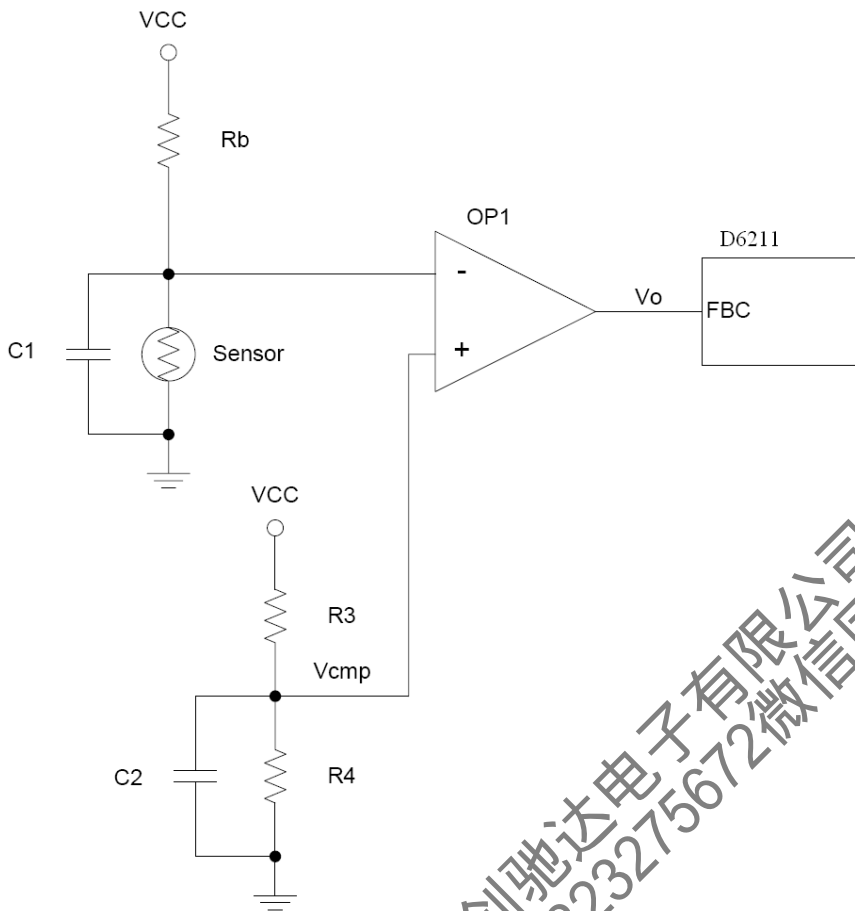 VCC
Rb
OP1
D6211
-
Vo
FBC
C1
Sensor
+
VCC
R3
Vcmp
C2
R4
创驰达电子有限公司
3275672微信